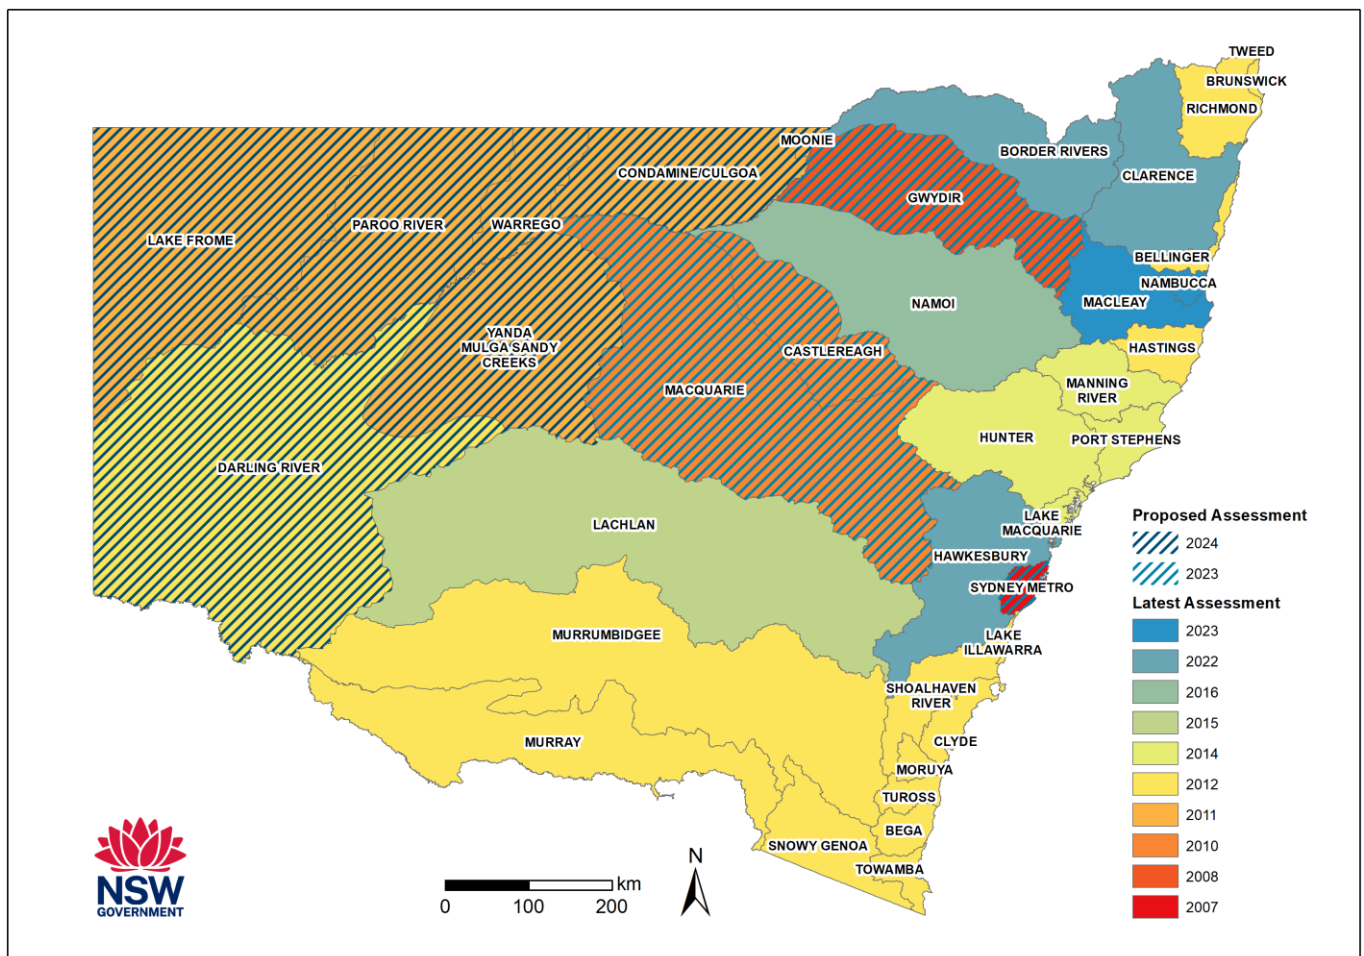 TWEED
BRUNSWICK
RICHMOND
MOONIE
BORDER RIVERS
CONDAMINE/CULGOA
CLARENCE
GWYDIR
PAROO RIVER
WARREGO
LAKE FROME
BELLINGER
NAMBUCCA
MACLEAY
NAMOI
YANDA
MULGA SANDY
CREEKS
CASTLEREAGH
HASTINGS
MACQUARIE
MANNING
RIVER
HUNTER
PORT STEPHENS
DARLING RIVER
LACHLAN
LAKE
MACQUARIE
HAWKESBURY
SYDNEY METRO
MURRUMBIDGEE
LAKE
ILLAWARRA
SHOALHAVEN
RIVER
MURRAY
CLYDE
MORUYA
TUROSS
BEGA
SNOWY GENOA
TOWAMBA
Proposed Assessment
2024
2023
Latest Assessment
2023
2022
2016
2015
2014
2012
2011
2010
2008
2007
NSW
GOVERNMENT
km
0 100 200
N